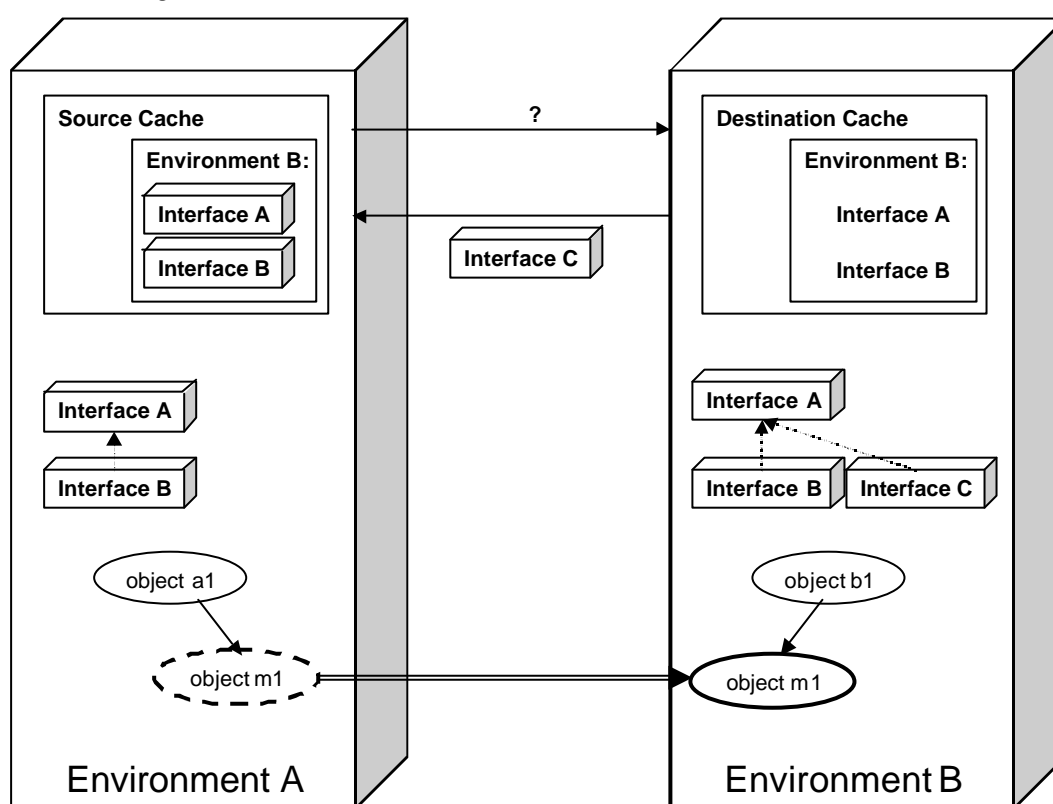 Source Cache
Environment B:
Interface A
Interface B
?
Interface C
Destination Cache
Environment B:
Interface A
Interface B
Interface A
Interface B
Interface A
Interface B
Interface C
object a1
object m1
object b1
object m1
Environment A
Environment B